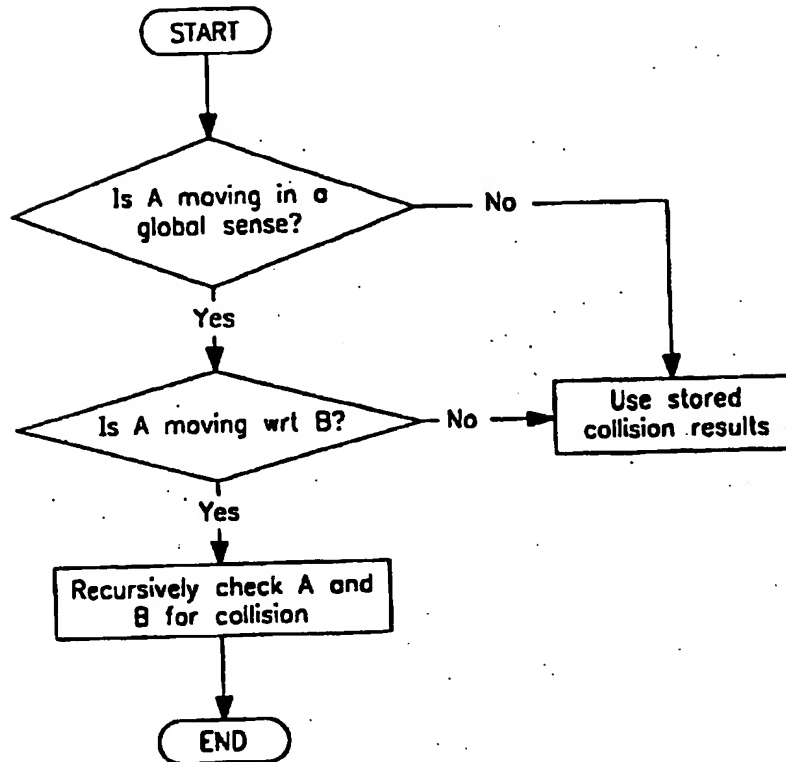 START
Is A moving in a
global sense?
No
Yes
Is A moving wrt B?
No
Use stored
collision results
Yes
Recursively check A and
B for collision
END